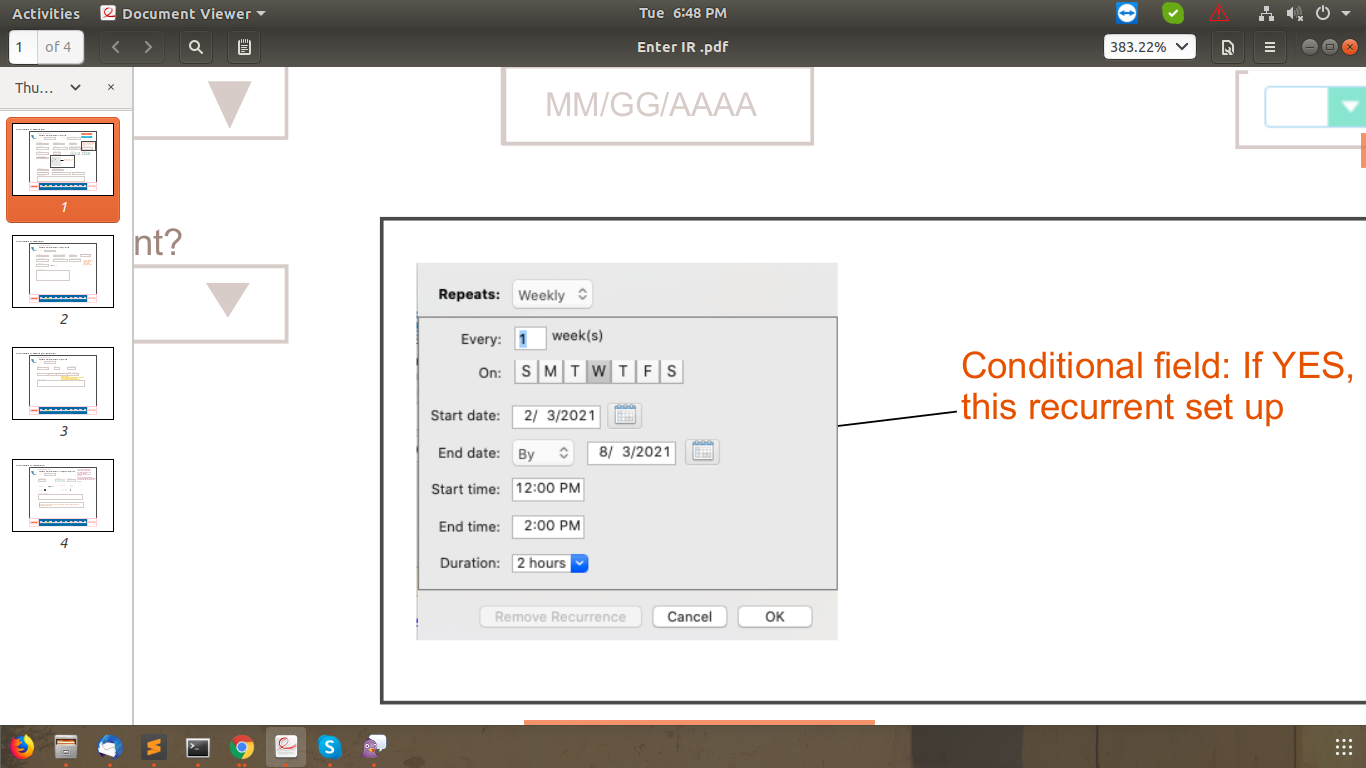 Activities Document Viewer Tue 6:48 PM
1 of 4 Enter IR .pdf 383.22%
Thu...
1
2
3
4
MM/GG/AAAA
nt?
Repeats: Weekly
Every: 1 week(s)
On: S M T W T F S
Start date: 2/ 3/2021
End date: By 8/ 3/2021
Start time: 12:00 PM
End time: 2:00 PM
Duration: 2 hours
Remove Recurrence Cancel OK
Conditional field: If YES,
this recurrent set up